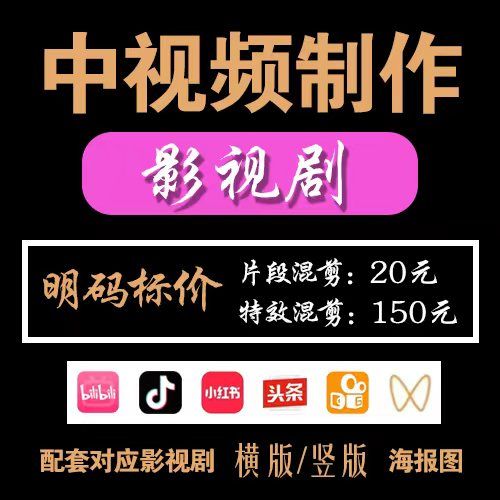 中视频制作
影视剧
明码标价
片段混剪：20元
特效混剪：150元
bilibili
小红书
头条
配套对应影视剧 横版/竖版 海报图